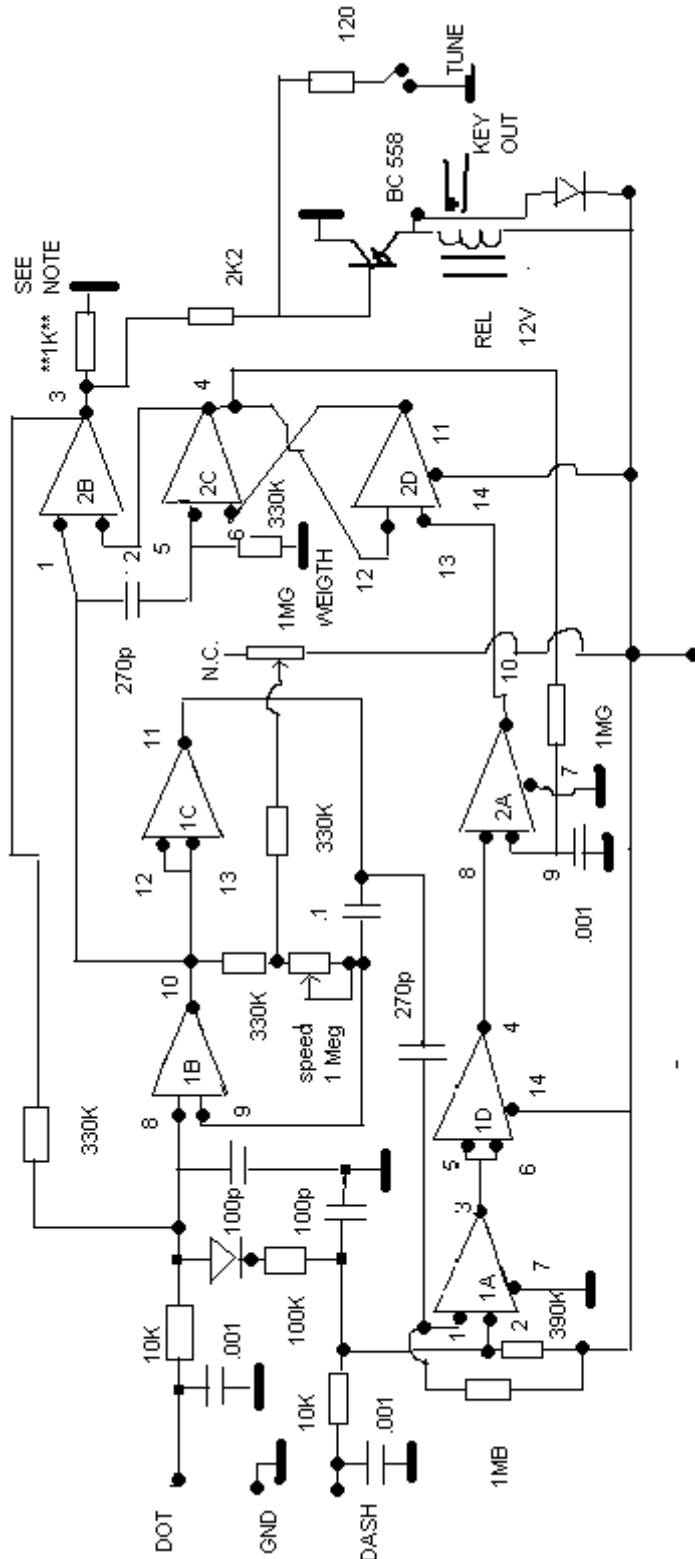 DOT
GND
DASH
10K
.001
10K
.001
100p
100p
100K
330K
8
9
1B
10
330K
speed
1 Meg
12
13
1C
11
.1
330K
270p
270p
N.C.
1MG
WEIGTH
1
2
2B
3
**1K**
SEE
NOTE
5
6
2C
4
330K
12
13
2D
11
14
2K2
120
TUNE
BC 558
KEY
OUT
REL
12V
1MB
390K
1
2
1A
3
7
5
6
1D
4
14
8
9
2A
10
7
.001
1MG